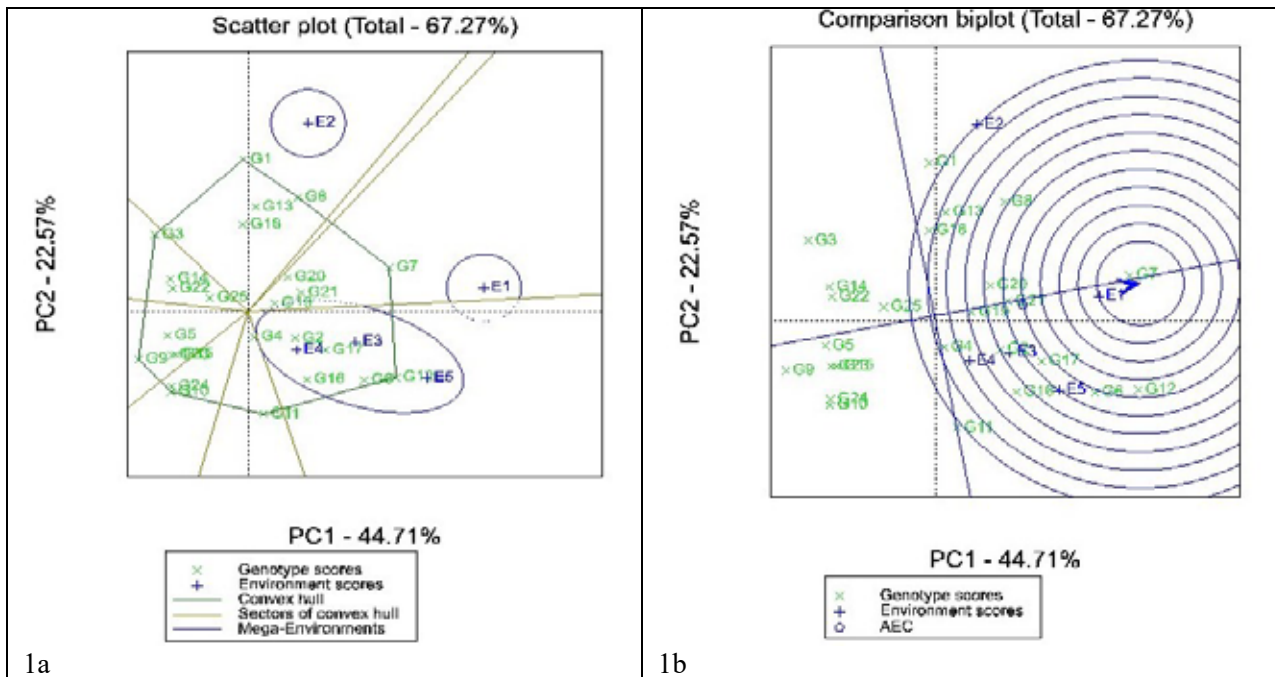 Scatter plot (Total - 67.27%)
E2
G1
G8
G13
G18
G3
G7
G14
G20
E1
G22
G21
G25
G19
G5
G4
G2
E3
E4
G17
G9
G16
E5
G24
G10
G11
PC2 - 22.57%
PC1 - 44.71%
Genotype scores
Environment scores
Convex hull
Sectors of convex hull
Mega-Environments
1a
Comparison biplot (Total - 67.27%)
E2
G1
G8
G13
G18
G3
G7
G14
G20
E1
G22
G21
G25
G19
G5
G4
E3
E4
G17
G9
G16
E5
G6
G12
G24
G10
G11
PC2 - 22.57%
PC1 - 44.71%
Genotype scores
Environment scores
AEC
1b